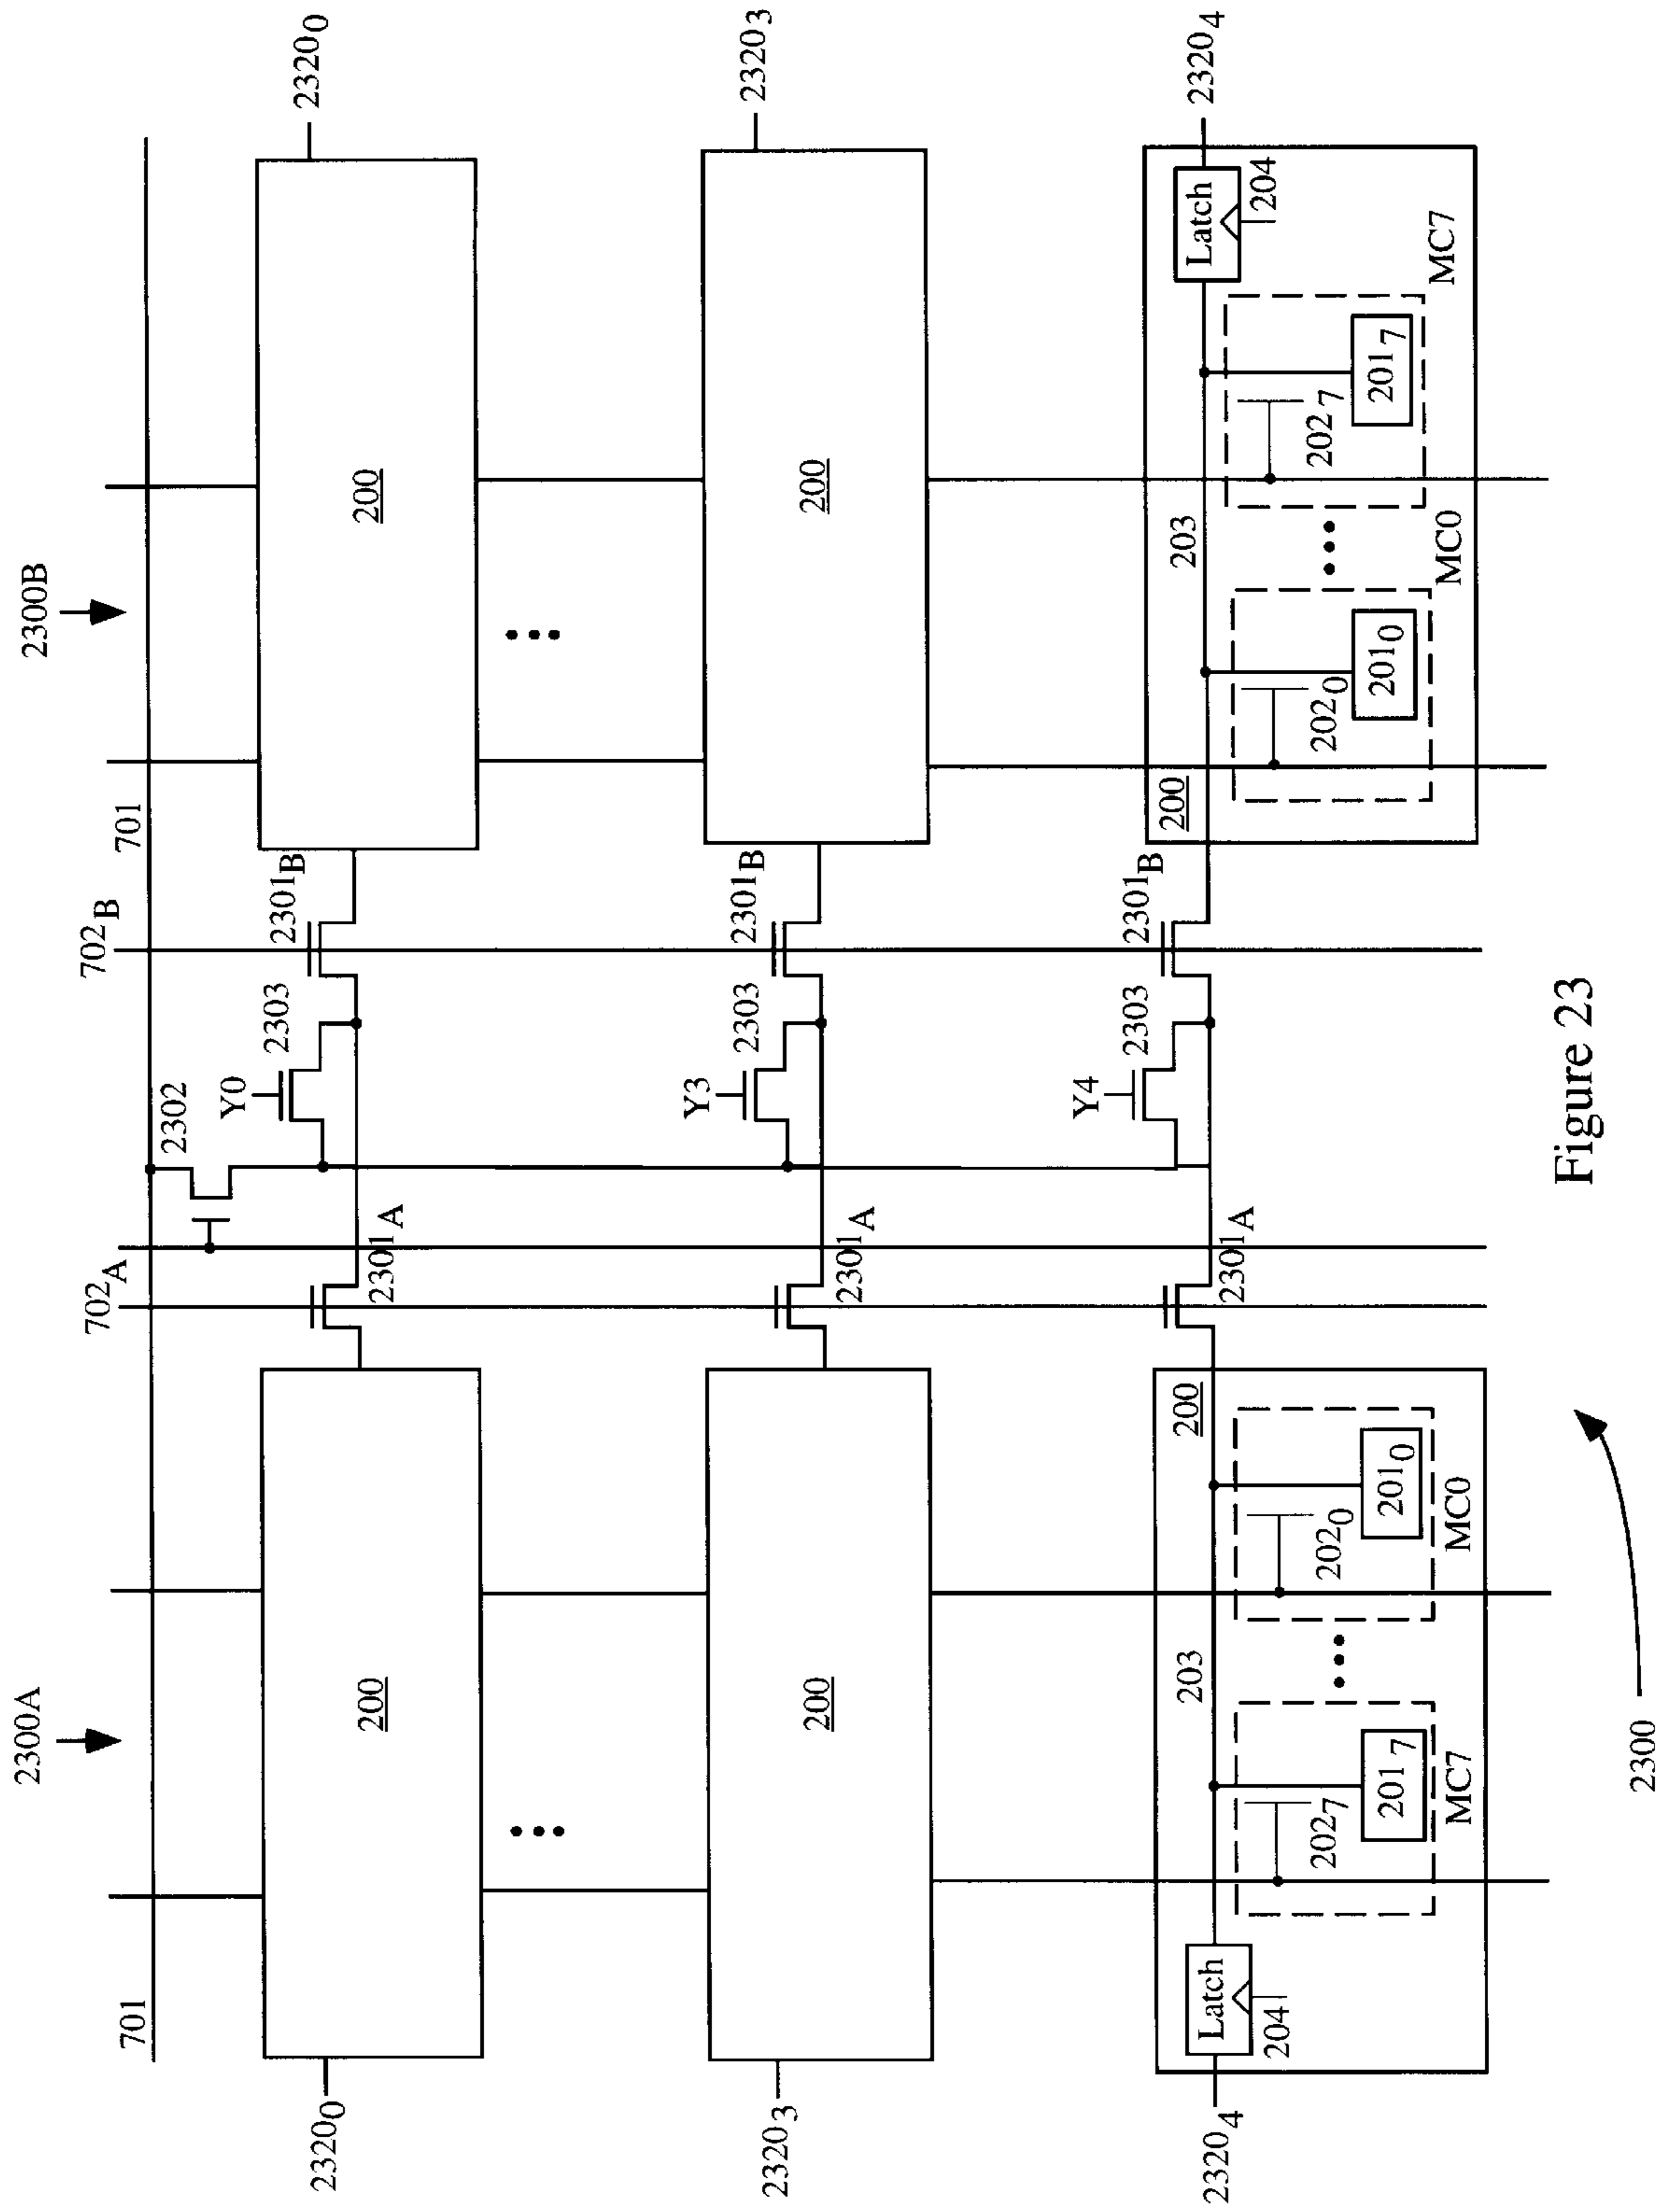 2300A
2300B
701
702A
2302
702B
701
2320₀
200
2301A
Y0
2303
2301B
200
2320₀
2320₃
200
2301A
Y3
2303
2301B
200
2320₃
2320₄
Latch
204
203
200
202₇
201₇
MC7
202₀
201₀
MC0
2301A
Y4
2303
2301B
200
203
Latch
204
2320₄
202₀
201₀
MC0
202₇
201₇
MC7
2300
Figure 23